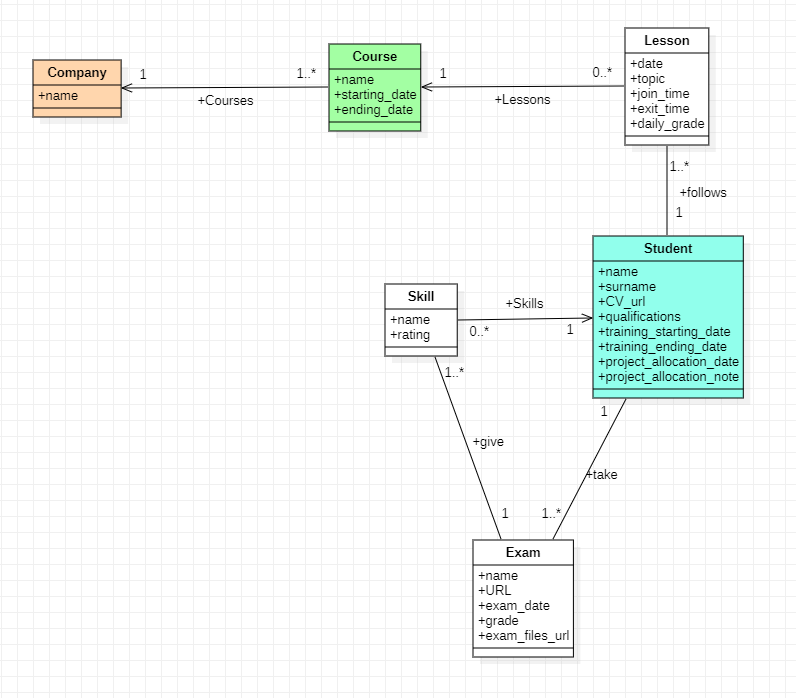 Company
+name
1
1..*
+Courses
Course
+name
+starting_date
+ending_date
1
0..*
+Lessons
Lesson
+date
+topic
+join_time
+exit_time
+daily_grade
1..*
+follows
1
Student
+name
+surname
+CV_url
+qualifications
+training_starting_date
+training_ending_date
+project_allocation_date
+project_allocation_note
Skill
+name
+rating
+Skills
0..*
1
1..*
+give
1
1
+take
1..*
Exam
+name
+URL
+exam_date
+grade
+exam_files_url